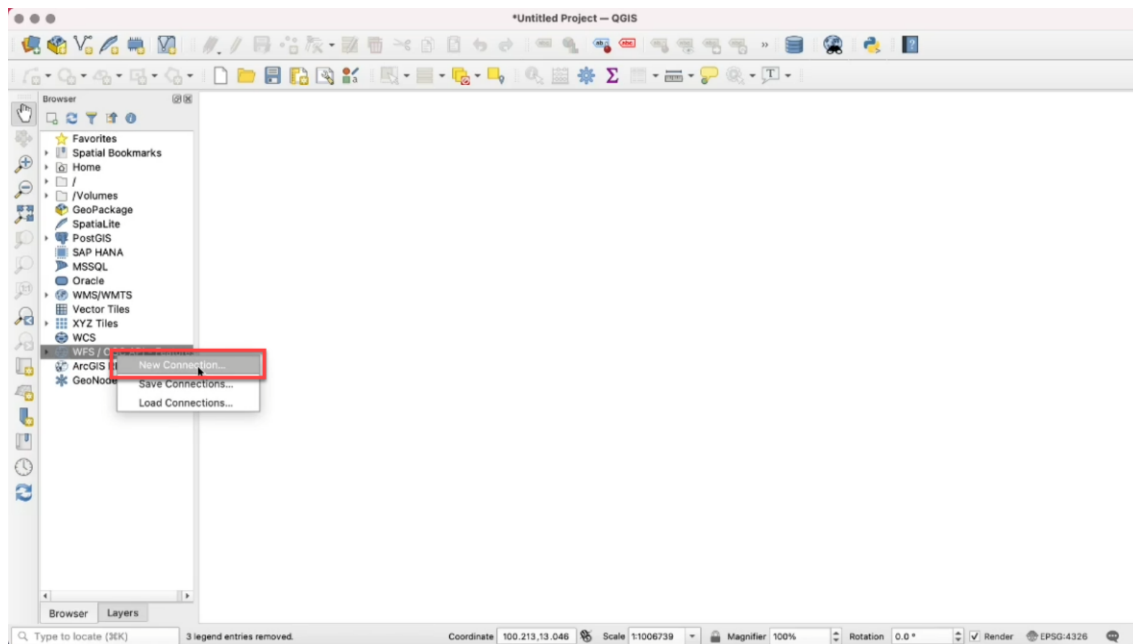 *Untitled Project — QGIS
Browser
Favorites
Spatial Bookmarks
Home
/
/Volumes
GeoPackage
SpatiaLite
PostGIS
SAP HANA
MSSQL
Oracle
WMS/WMTS
Vector Tiles
XYZ Tiles
WCS
WFS /
ArcGIS
New Connection...
GeoNode
Save Connections...
Load Connections...
Browser Layers
Type to locate (⌘K) 3 legend entries removed. Coordinate 100.213,13.046 Scale 1:1006739 Magnifier 100% Rotation 0.0 ° Render EPSG:4326